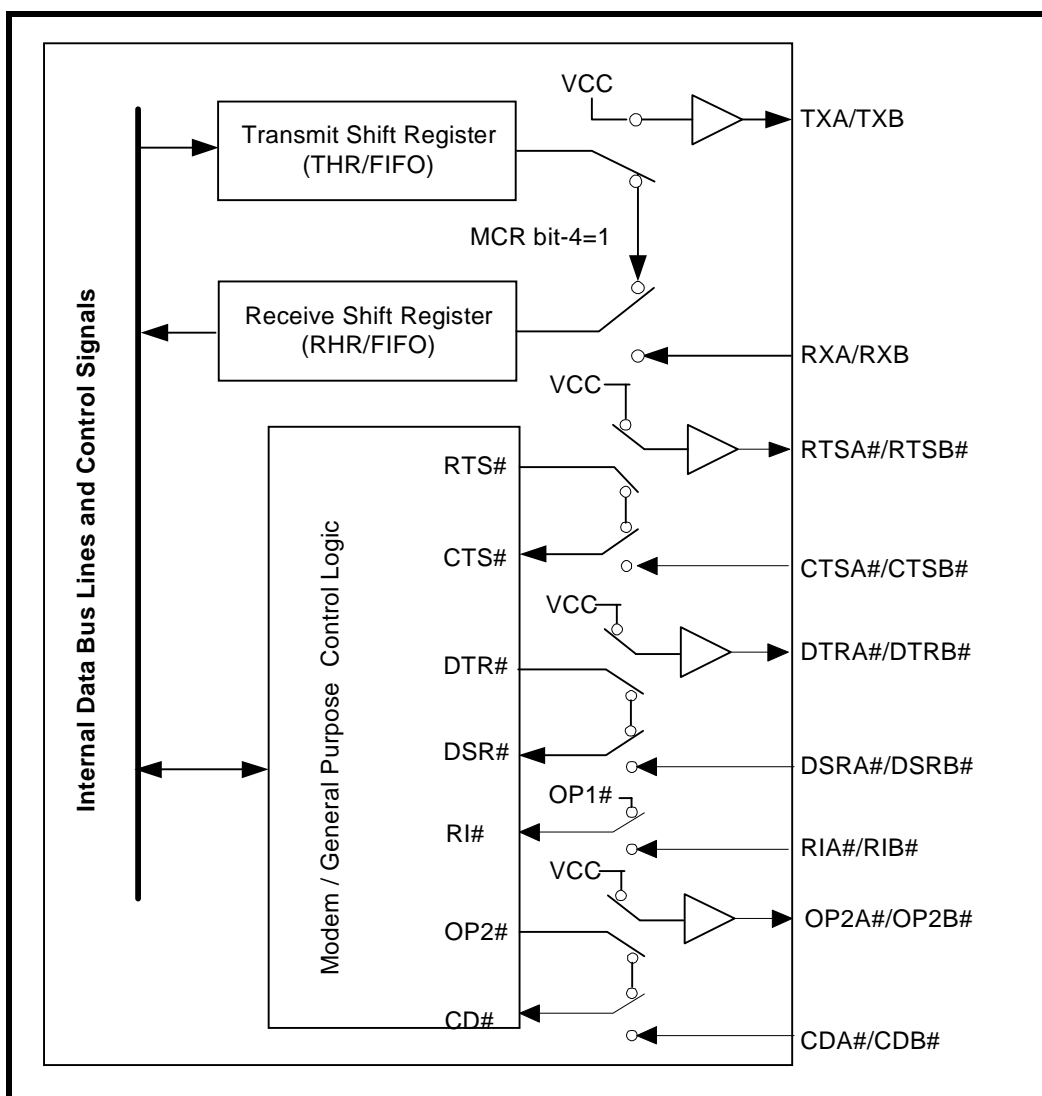 VCC
TXA/TXB
Transmit Shift Register
(THR/FIFO)
MCR bit-4=1
Receive Shift Register
(RHR/FIFO)
RXA/RXB
VCC
RTSA#/RTSB#
RTS#
CTS#
CTSA#/CTSB#
VCC
DTRA#/DTRB#
DTR#
DSR#
DSRA#/DSRB#
OP1#
RI#
RIA#/RIB#
VCC
OP2A#/OP2B#
OP2#
CD#
CDA#/CDB#
Internal Data Bus Lines and Control Signals
Modem / General Purpose Control Logic